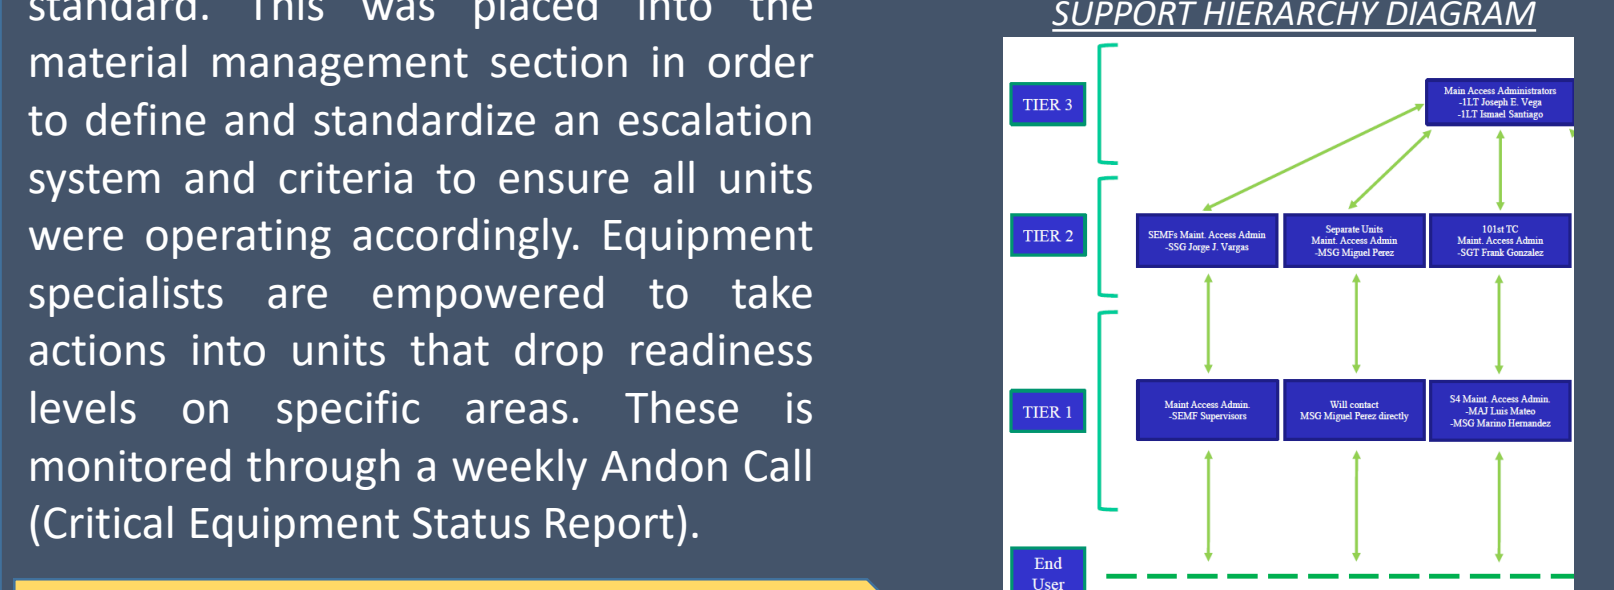 standard. This was placed into the
material management section in order
to define and standardize an escalation
system and criteria to ensure all units
were operating accordingly. Equipment
specialists are empowered to take
actions into units that drop readiness
levels on specific areas. These is
monitored through a weekly Andon Call
(Critical Equipment Status Report).
SUPPORT HIERARCHY DIAGRAM
TIER 3
Main Access Administrators
-1LT Joseph E. Vega
-1LT Ismael Santiago
TIER 2
SEMFs Maint. Access Admin
-SSG Jorge J. Vargas
Separate Units
Maint. Access Admin
-MSG Miguel Perez
101st TC
Maint. Access Admin
-SGT Frank Gonzalez
TIER 1
Maint Access Admin.
-SEMF Supervisors
Will contact
MSG Miguel Perez directly
S4 Maint. Access Admin.
-MAJ Luis Mateo
-MSG Marino Hernandez
End
User